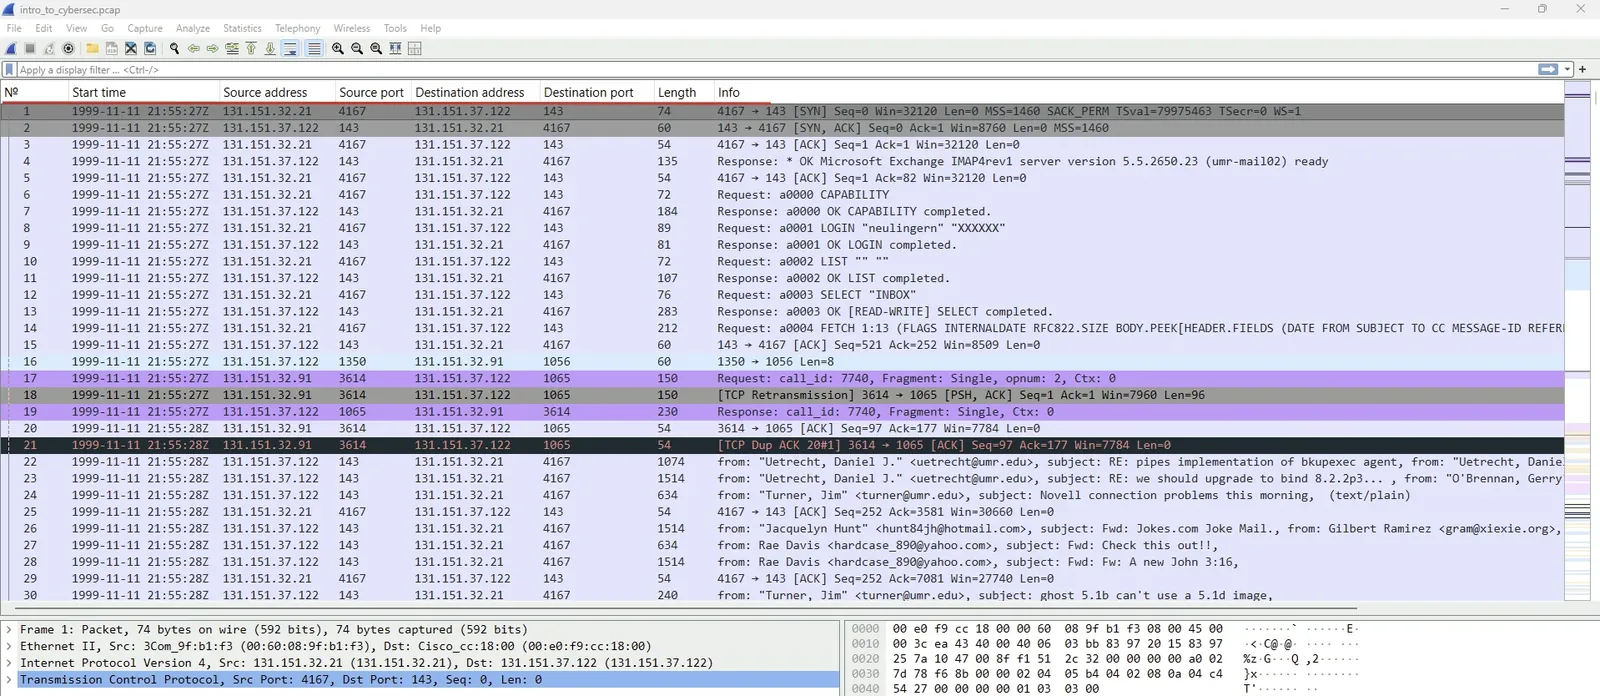 intro_to_cybersec.pcap
File Edit View Go Capture Analyze Statistics Telephony Wireless Tools Help
Apply a display filter ... <Ctrl-/>
Nº Start time Source address Source port Destination address Destination port Length Info
1 1999-11-11 21:55:27Z 131.151.32.21 4167 131.151.37.122 143 74 4167 → 143 [SYN] Seq=0 Win=32120 Len=0 MSS=1460 SACK_PERM TSval=79975463 TSecr=0 WS=1
2 1999-11-11 21:55:27Z 131.151.37.122 143 131.151.32.21 4167 60 143 → 4167 [SYN, ACK] Seq=0 Ack=1 Win=8760 Len=0 MSS=1460
3 1999-11-11 21:55:27Z 131.151.32.21 4167 131.151.37.122 143 54 4167 → 143 [ACK] Seq=1 Ack=1 Win=32120 Len=0
4 1999-11-11 21:55:27Z 131.151.37.122 143 131.151.32.21 4167 135 Response: * OK Microsoft Exchange IMAP4rev1 server version 5.5.2650.23 (umr-mail02) ready
5 1999-11-11 21:55:27Z 131.151.32.21 4167 131.151.37.122 143 54 4167 → 143 [ACK] Seq=1 Ack=82 Win=32120 Len=0
6 1999-11-11 21:55:27Z 131.151.32.21 4167 131.151.37.122 143 72 Request: a0000 CAPABILITY
7 1999-11-11 21:55:27Z 131.151.37.122 143 131.151.32.21 4167 184 Response: a0000 OK CAPABILITY completed.
8 1999-11-11 21:55:27Z 131.151.32.21 4167 131.151.37.122 143 89 Request: a0001 LOGIN "neulingern" "XXXXXX"
9 1999-11-11 21:55:27Z 131.151.37.122 143 131.151.32.21 4167 81 Response: a0001 OK LOGIN completed.
10 1999-11-11 21:55:27Z 131.151.32.21 4167 131.151.37.122 143 72 Request: a0002 LIST "" ""
11 1999-11-11 21:55:27Z 131.151.37.122 143 131.151.32.21 4167 107 Response: a0002 OK LIST completed.
12 1999-11-11 21:55:27Z 131.151.32.21 4167 131.151.37.122 143 76 Request: a0003 SELECT "INBOX"
13 1999-11-11 21:55:27Z 131.151.37.122 143 131.151.32.21 4167 283 Response: a0003 OK [READ-WRITE] SELECT completed.
14 1999-11-11 21:55:27Z 131.151.32.21 4167 131.151.37.122 143 212 Request: a0004 FETCH 1:13 (FLAGS INTERNALDATE RFC822.SIZE BODY.PEEK[HEADER.FIELDS (DATE FROM SUBJECT TO CC MESSAGE-ID REFERE
15 1999-11-11 21:55:27Z 131.151.37.122 143 131.151.32.21 4167 60 143 → 4167 [ACK] Seq=521 Ack=252 Win=8509 Len=0
16 1999-11-11 21:55:27Z 131.151.37.122 1350 131.151.32.91 1056 60 1350 → 1056 Len=8
17 1999-11-11 21:55:27Z 131.151.32.91 3614 131.151.37.122 1065 150 Request: call_id: 7740, Fragment: Single, opnum: 2, Ctx: 0
18 1999-11-11 21:55:27Z 131.151.32.91 3614 131.151.37.122 1065 150 [TCP Retransmission] 3614 → 1065 [PSH, ACK] Seq=1 Ack=1 Win=7960 Len=96
19 1999-11-11 21:55:27Z 131.151.37.122 1065 131.151.32.91 3614 230 Response: call_id: 7740, Fragment: Single, Ctx: 0
20 1999-11-11 21:55:28Z 131.151.32.91 3614 131.151.37.122 1065 54 3614 → 1065 [ACK] Seq=97 Ack=177 Win=7784 Len=0
21 1999-11-11 21:55:28Z 131.151.32.91 3614 131.151.37.122 1065 54 [TCP Dup ACK 20#1] 3614 → 1065 [ACK] Seq=97 Ack=177 Win=7784 Len=0
22 1999-11-11 21:55:28Z 131.151.37.122 143 131.151.32.21 4167 1074 from: "Uetrecht, Daniel J." <uetrecht@umr.edu>, subject: RE: pipes implementation of bkupexec agent, from: "Uetrecht, Danie
23 1999-11-11 21:55:28Z 131.151.37.122 143 131.151.32.21 4167 1514 from: "Uetrecht, Daniel J." <uetrecht@umr.edu>, subject: RE: we should upgrade to bind 8.2.2p3... , from: "O'Brennan, Gerry
24 1999-11-11 21:55:28Z 131.151.37.122 143 131.151.32.21 4167 634 from: "Turner, Jim" <turner@umr.edu>, subject: Novell connection problems this morning, (text/plain)
25 1999-11-11 21:55:28Z 131.151.32.21 4167 131.151.37.122 143 54 4167 → 143 [ACK] Seq=252 Ack=3581 Win=30660 Len=0
26 1999-11-11 21:55:28Z 131.151.37.122 143 131.151.32.21 4167 1514 from: "Jacquelyn Hunt" <hunt84jh@hotmail.com>, subject: Fwd: Jokes.com Joke Mail., from: Gilbert Ramirez <gram@xiexie.org>,
27 1999-11-11 21:55:28Z 131.151.37.122 143 131.151.32.21 4167 634 from: Rae Davis <hardcase_890@yahoo.com>, subject: Fwd: Check this out!!,
28 1999-11-11 21:55:28Z 131.151.37.122 143 131.151.32.21 4167 1514 from: Rae Davis <hardcase_890@yahoo.com>, subject: Fwd: Fw: A new John 3:16,
29 1999-11-11 21:55:28Z 131.151.32.21 4167 131.151.37.122 143 54 4167 → 143 [ACK] Seq=252 Ack=7081 Win=27740 Len=0
30 1999-11-11 21:55:28Z 131.151.37.122 143 131.151.32.21 4167 240 from: "Turner, Jim" <turner@umr.edu>, subject: ghost 5.1b can't use a 5.1d image,
Frame 1: Packet, 74 bytes on wire (592 bits), 74 bytes captured (592 bits)
Ethernet II, Src: 3Com_9f:b1:f3 (00:60:08:9f:b1:f3), Dst: Cisco_cc:18:00 (00:e0:f9:cc:18:00)
Internet Protocol Version 4, Src: 131.151.32.21 (131.151.32.21), Dst: 131.151.37.122 (131.151.37.122)
Transmission Control Protocol, Src Port: 4167, Dst Port: 143, Seq: 0, Len: 0
0000 00 e0 f9 cc 18 00 00 60 08 9f b1 f3 08 00 45 00 ·······` ······E·
0010 00 3c ea 43 40 00 40 06 03 bb 83 97 20 15 83 97 ·<·C@·@· ···· ···
0020 25 7a 10 47 00 8f f1 51 2c 32 00 00 00 00 a0 02 %z·G···Q ,2······
0030 7d 78 f6 8b 00 00 02 04 05 b4 04 02 08 0a 04 c4 }x······ ········
0040 54 27 00 00 00 00 01 03 03 00 T'······ ··